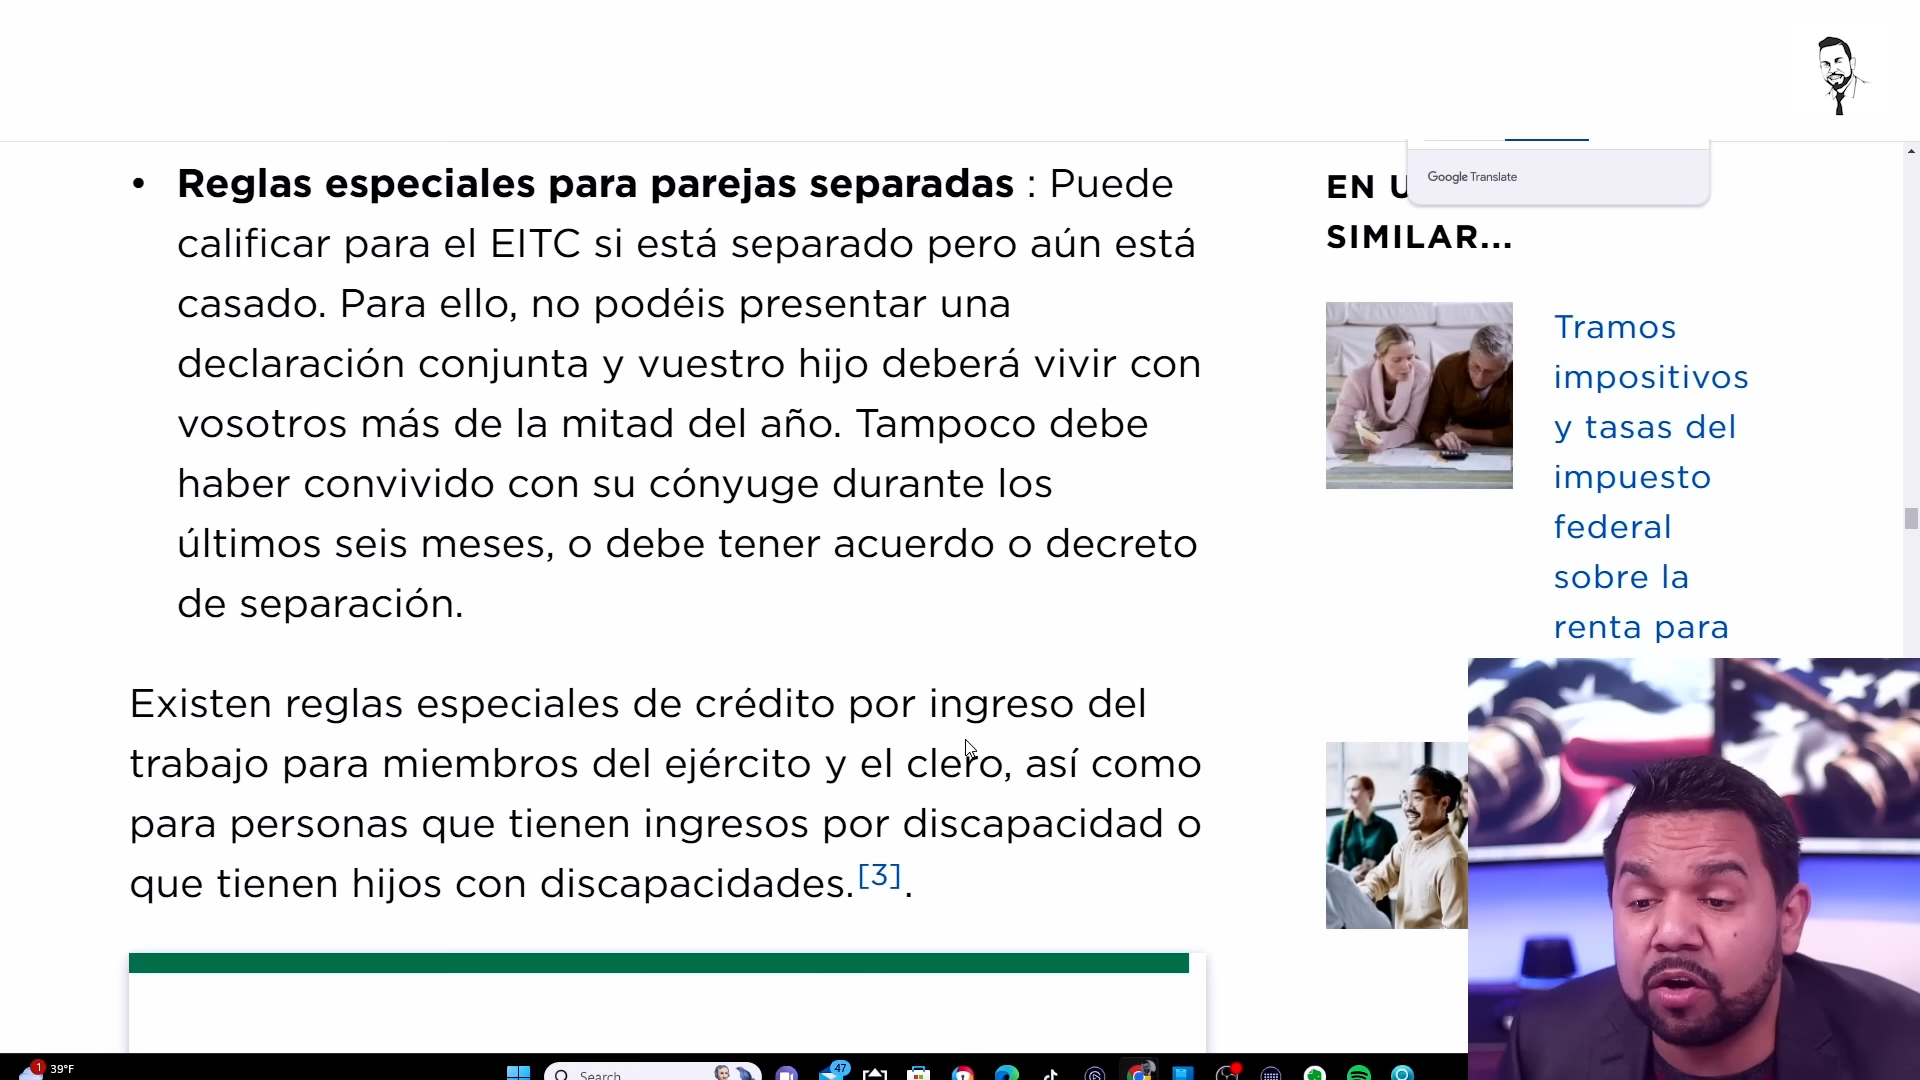 Google Translate
• Reglas especiales para parejas separadas : Puede
calificar para el EITC si está separado pero aún está
casado. Para ello, no podéis presentar una
declaración conjunta y vuestro hijo deberá vivir con
vosotros más de la mitad del año. Tampoco debe
haber convivido con su cónyuge durante los
últimos seis meses, o debe tener acuerdo o decreto
de separación.
Existen reglas especiales de crédito por ingreso del
trabajo para miembros del ejército y el clero, así como
para personas que tienen ingresos por discapacidad o
que tienen hijos con discapacidades.[3].
EN
SIMILAR...
Tramos
impositivos
y tasas del
impuesto
federal
sobre la
renta para
1
39°F
Search
47